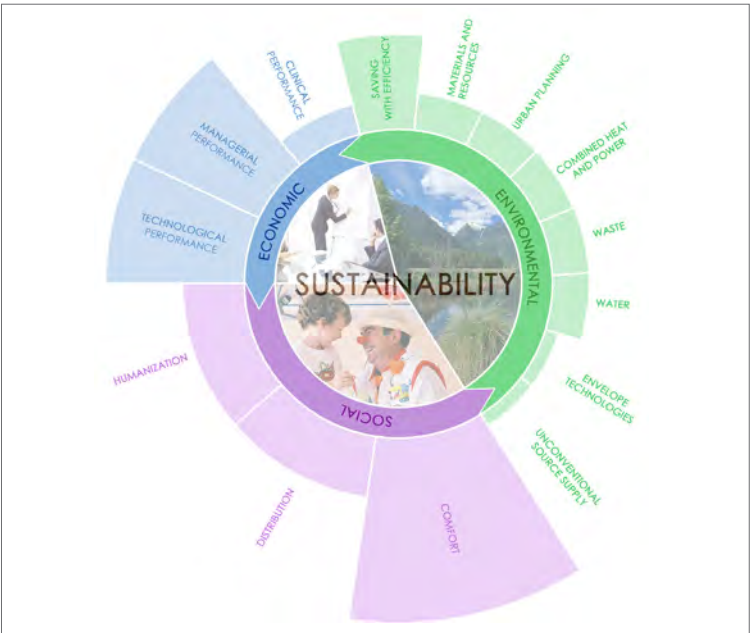 CLINICAL
PERFORMANCE
SAVING
WITH EFFICIENCY
MATERIALS AND
RESOURCES
URBAN PLANNING
COMBINED HEAT
AND POWER
WASTE
WATER
ENVELOPE
TECHNOLOGIES
UNCONVENTIONAL
SOURCE SUPPLY
COMFORT
DISTRIBUTION
HUMANIZATION
TECHNOLOGICAL
PERFORMANCE
MANAGERIAL
PERFORMANCE
ECONOMIC
ENVIRONMENTAL
SOCIAL
SUSTAINABILITY